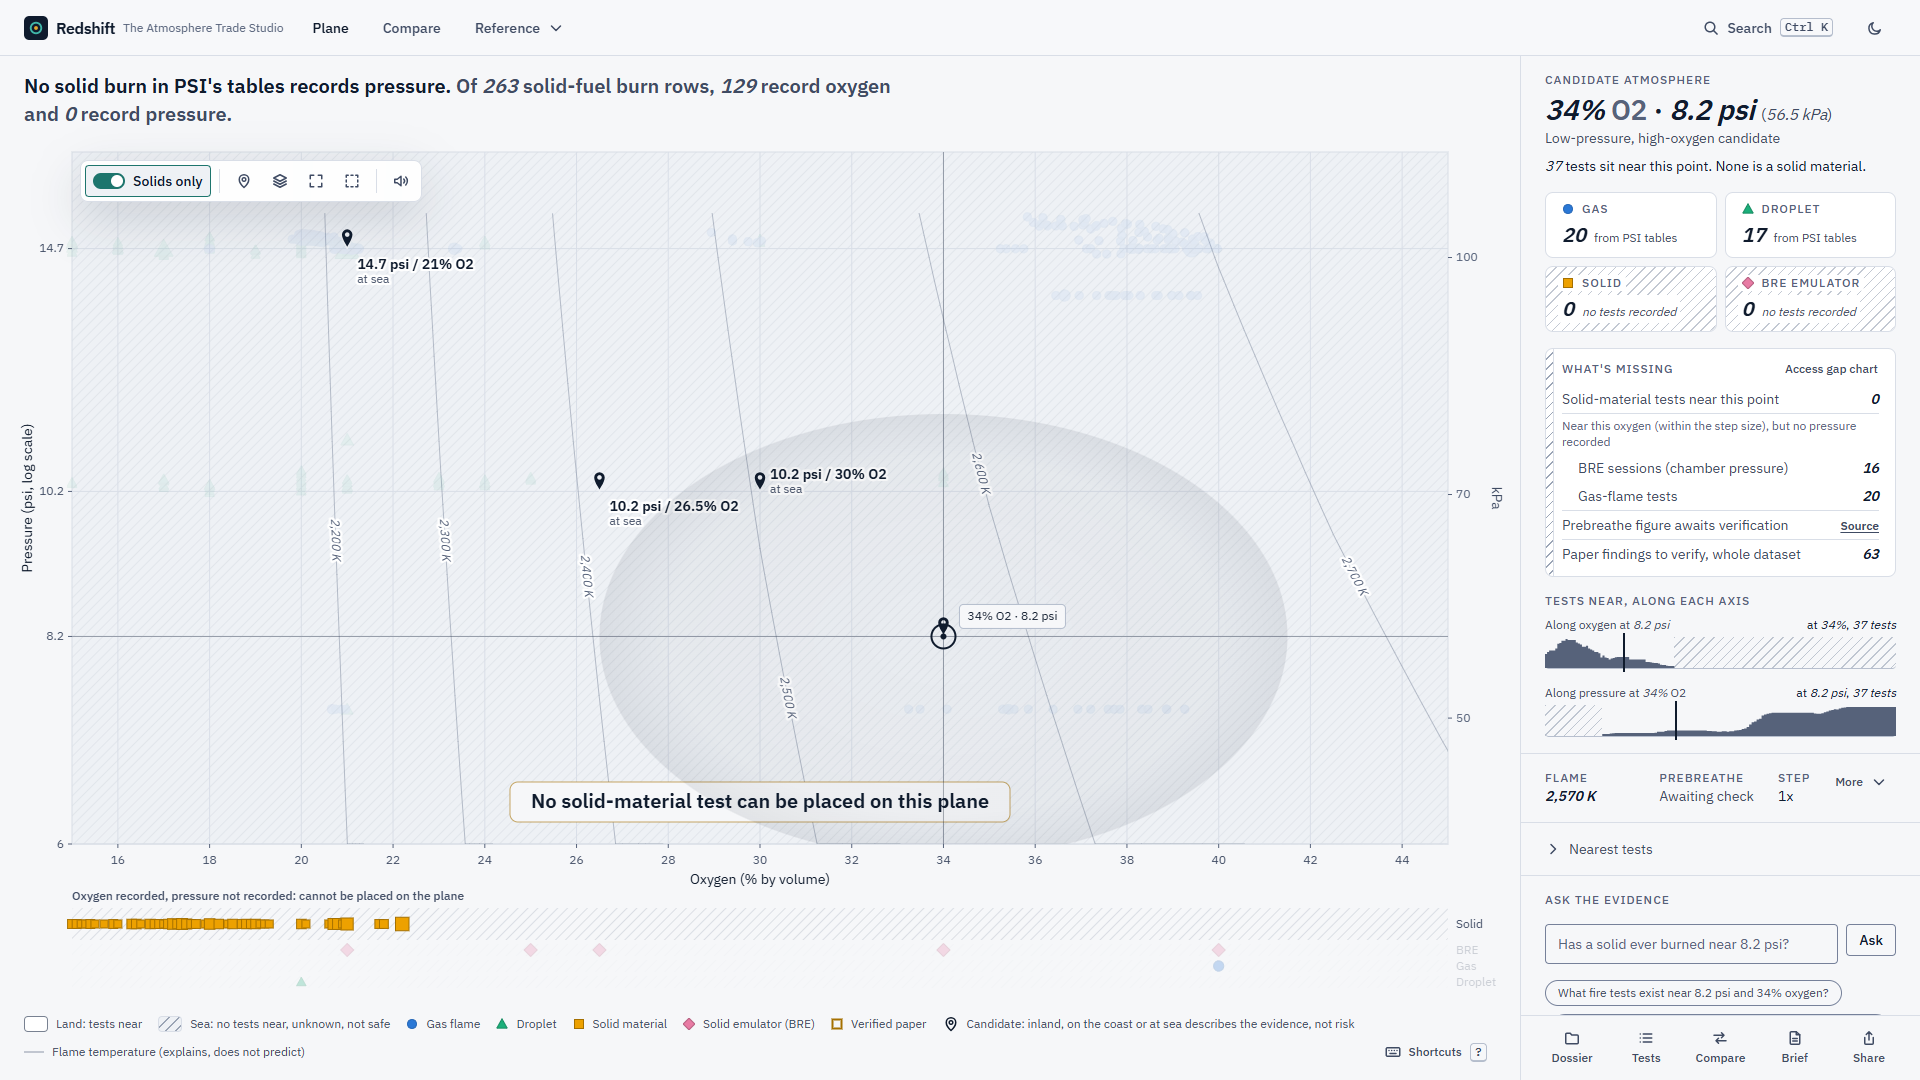 Redshift The Atmosphere Trade Studio Plane Compare Reference Search Ctrl K
No solid burn in PSI's tables records pressure. Of 263 solid-fuel burn rows, 129 record oxygen
and 0 record pressure.
Solids only
14.7
10.2
8.2
6
Pressure (psi, log scale)
100
70
50
kPa
14.7 psi / 21% O2
at sea
10.2 psi / 26.5% O2
at sea
10.2 psi / 30% O2
at sea
34% O2 · 8.2 psi
2,200 K
2,300 K
2,400 K
2,500 K
2,600 K
2,700 K
No solid-material test can be placed on this plane
16 18 20 22 24 26 28 30 32 34 36 38 40 42 44
Oxygen (% by volume)
Oxygen recorded, pressure not recorded: cannot be placed on the plane
Solid
BRE
Gas
Droplet
Land: tests near Sea: no tests near, unknown, not safe Gas flame Droplet Solid material Solid emulator (BRE) Verified paper Candidate: inland, on the coast or at sea describes the evidence, not risk
Flame temperature (explains, does not predict) Shortcuts ?
CANDIDATE ATMOSPHERE
34% O2 · 8.2 psi (56.5 kPa)
Low-pressure, high-oxygen candidate
37 tests sit near this point. None is a solid material.
GAS
20 from PSI tables
DROPLET
17 from PSI tables
SOLID
0 no tests recorded
BRE EMULATOR
0 no tests recorded
WHAT'S MISSING Access gap chart
Solid-material tests near this point 0
Near this oxygen (within the step size), but no pressure
recorded
BRE sessions (chamber pressure) 16
Gas-flame tests 20
Prebreathe figure awaits verification Source
Paper findings to verify, whole dataset 63
TESTS NEAR, ALONG EACH AXIS
Along oxygen at 8.2 psi at 34%, 37 tests
Along pressure at 34% O2 at 8.2 psi, 37 tests
FLAME PREBREATHE STEP More
2,570 K Awaiting check 1x
Nearest tests
ASK THE EVIDENCE
Has a solid ever burned near 8.2 psi? Ask
What fire tests exist near 8.2 psi and 34% oxygen?
Dossier Tests Compare Brief Share